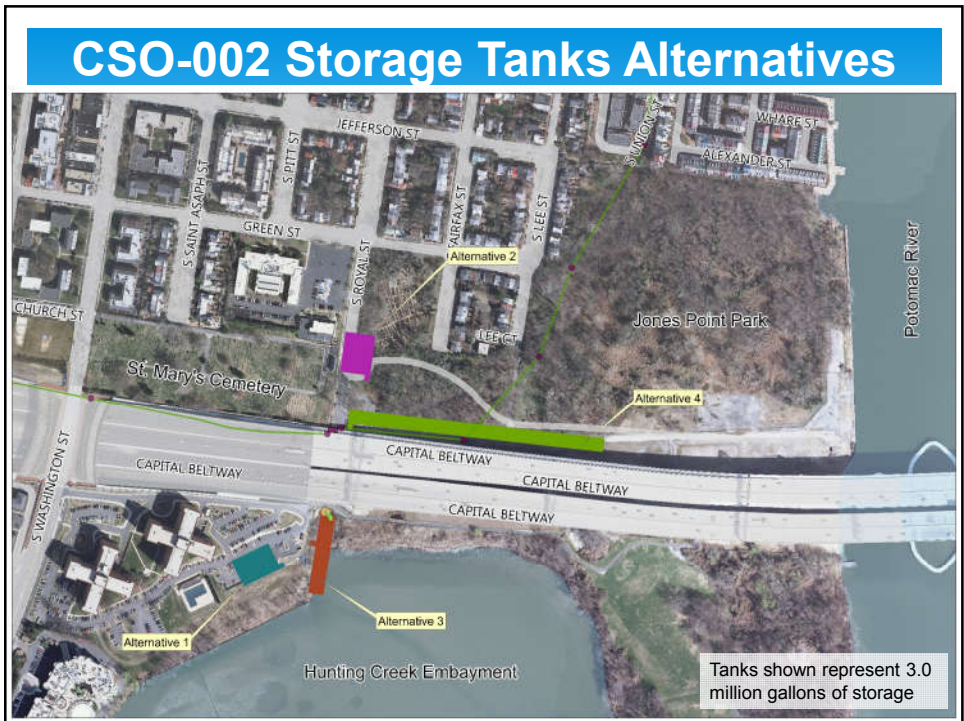 CSO-002 Storage Tanks Alternatives
JEFFERSON ST
WHARF ST
S UNION ST
ALEXANDER ST
S PITT ST
S SAINT ASAPH ST
S FAIRFAX ST
S LEE ST
GREEN ST
S ROYAL ST
Alternative 2
Potomac River
CHURCH ST
Jones Point Park
LEE CT
St. Mary's Cemetery
Alternative 4
S WASHINGTON ST
CAPITAL BELTWAY
CAPITAL BELTWAY
CAPITAL BELTWAY
CAPITAL BELTWAY
Alternative 3
Alternative 1
Hunting Creek Embayment
Tanks shown represent 3.0
million gallons of storage